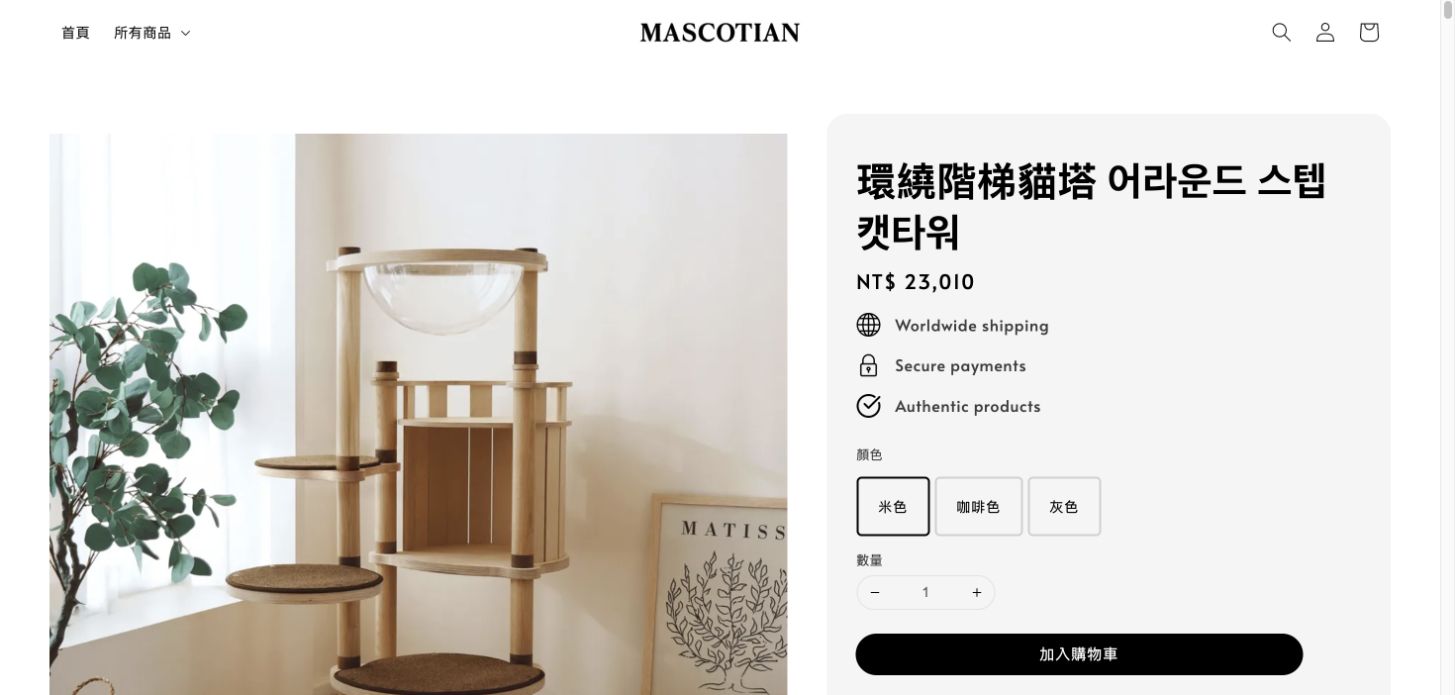 首頁
所有商品
MASCOTIAN
環繞階梯貓塔 어라운드 스텝
캣타워
NT$ 23,010
Worldwide shipping
Secure payments
Authentic products
顏色
米色
咖啡色
灰色
數量
− 1 +
加入購物車
MATISS